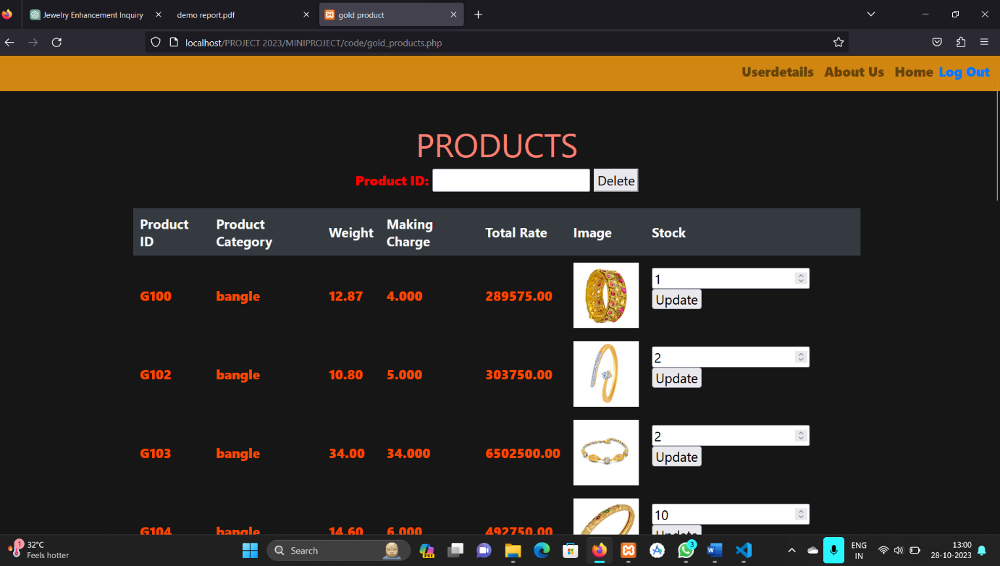 Jewelry Enhancement Inquiry
demo report.pdf
gold product
localhost/PROJECT 2023/MINIPROJECT/code/gold_products.php
Userdetails About Us Home Log Out
PRODUCTS
Product ID: Delete
Product ID Product Category Weight Making Charge Total Rate Image Stock
G100 bangle 12.87 4.000 289575.00 1
Update
G102 bangle 10.80 5.000 303750.00 2
Update
G103 bangle 34.00 34.000 6502500.00 2
Update
G104 bangle 14.60 6.000 492750.00 10
Update
1 32°C
Feels hotter
Search
PRE
3
ENG
IN
13:00
28-10-2023